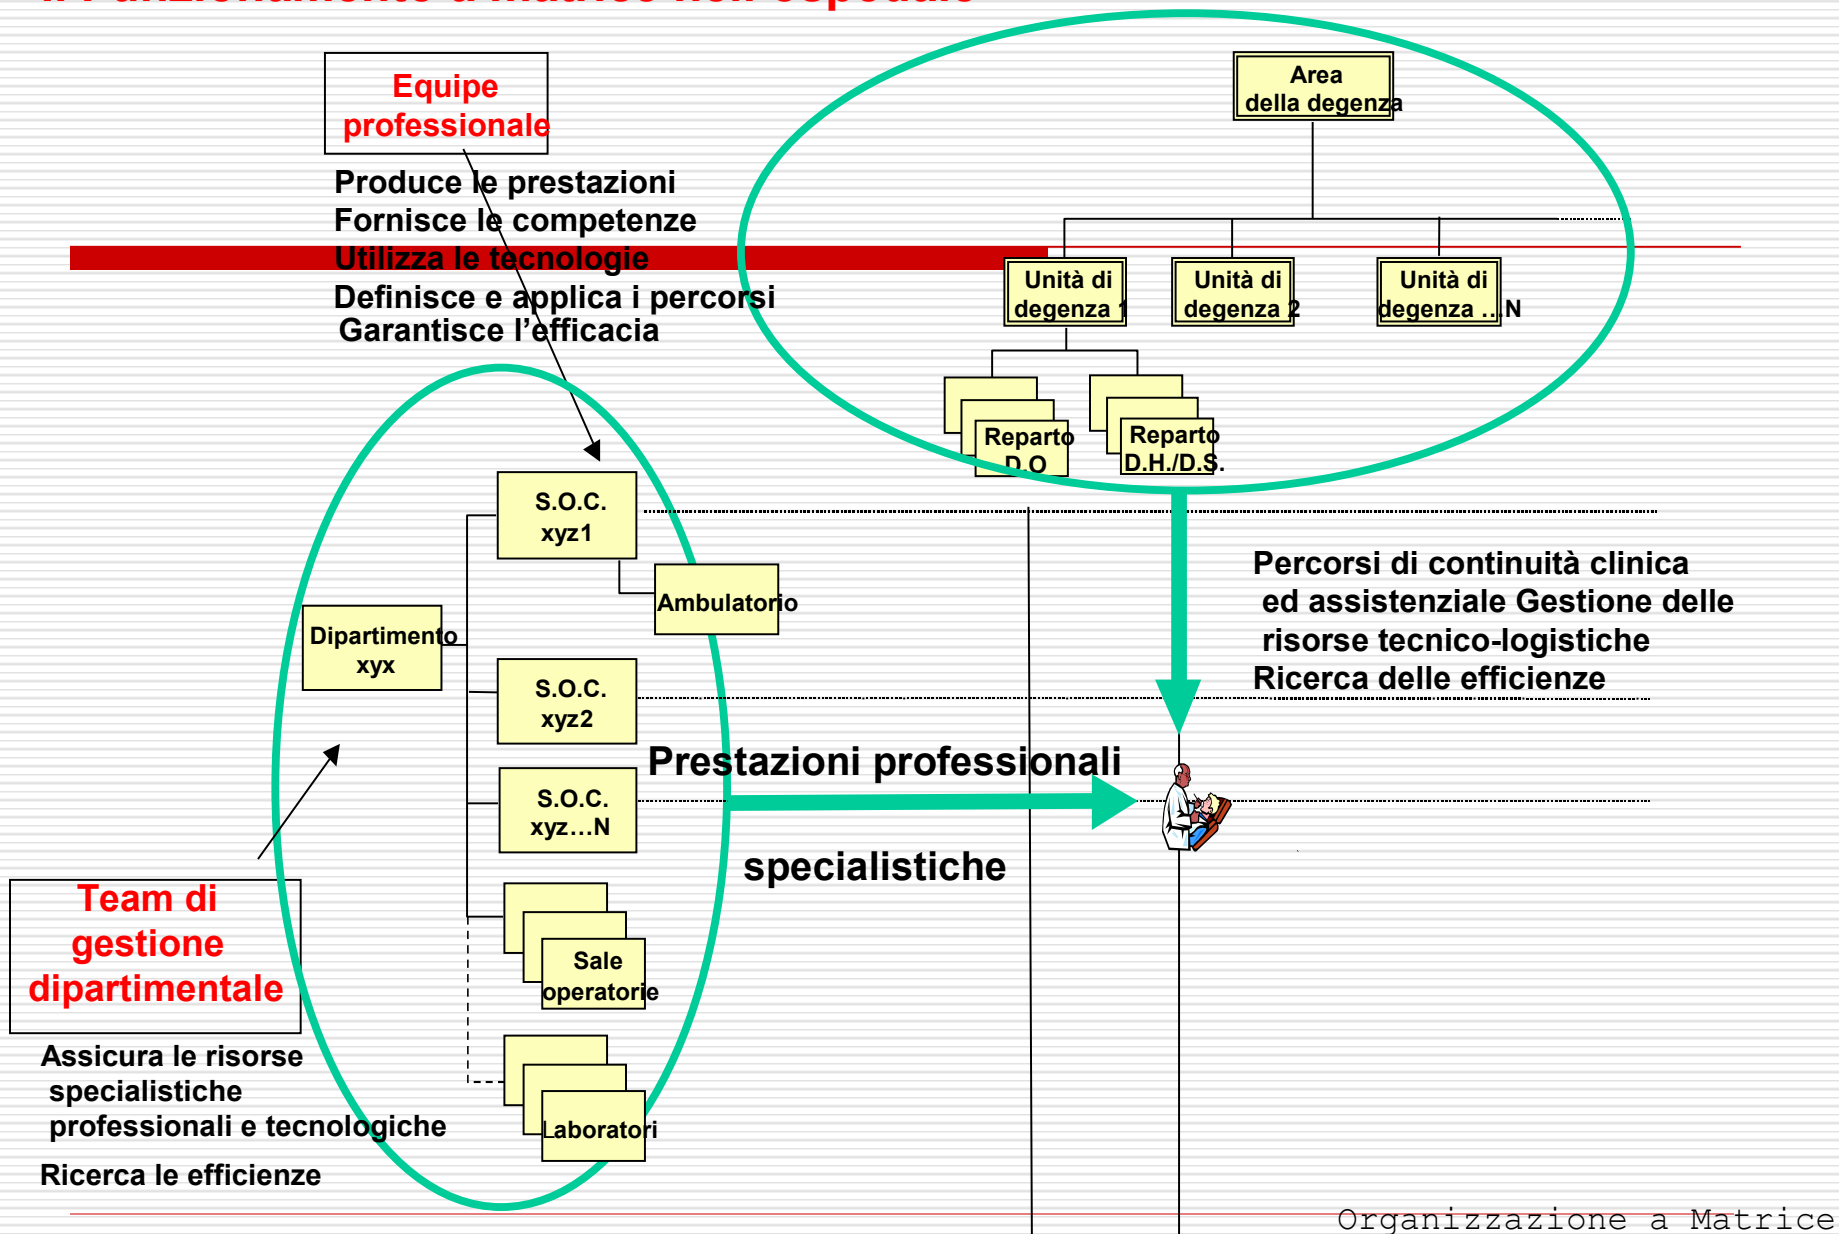 Equipe
professionale
Produce le prestazioni
Fornisce le competenze
Utilizza le tecnologie
Definisce e applica i percorsi
Garantisce l'efficacia
Area
della degenza
Unità di
degenza 1
Unità di
degenza 2
Unità di
degenza ...N
Reparto
D.O
Reparto
D.H./D.S.
S.O.C.
xyz1
Ambulatorio
Dipartimento
xyx
S.O.C.
xyz2
S.O.C.
xyz...N
Sale
operatorie
Laboratori
Percorsi di continuità clinica
ed assistenziale Gestione delle
risorse tecnico-logistiche
Ricerca delle efficienze
Prestazioni professionali
specialistiche
Team di
gestione
dipartimentale
Assicura le risorse
specialistiche
professionali e tecnologiche
Ricerca le efficienze
Organizzazione a Matrice